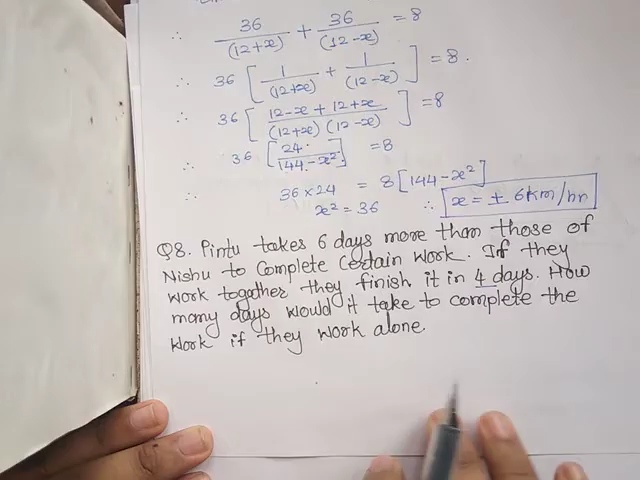 ∴ 36/(12+x) + 36/(12-x) = 8
∴ 36 [ 1/(12+x) + 1/(12-x) ] = 8.
∴ 36 [ 12-x + 12+x / (12+x) (12-x) ] = 8
∴ 36 [ 24/144-x² ] = 8
∴ 36 × 24 = 8 [144-x²]
x² = 36 ∴ x = ± 6km/hr
Q8. Pintu takes 6 days more than those of
Nishu to Complete Certain work. If they
work together they finish it in 4 days. How
many days would it take to complete the
work if they work alone.